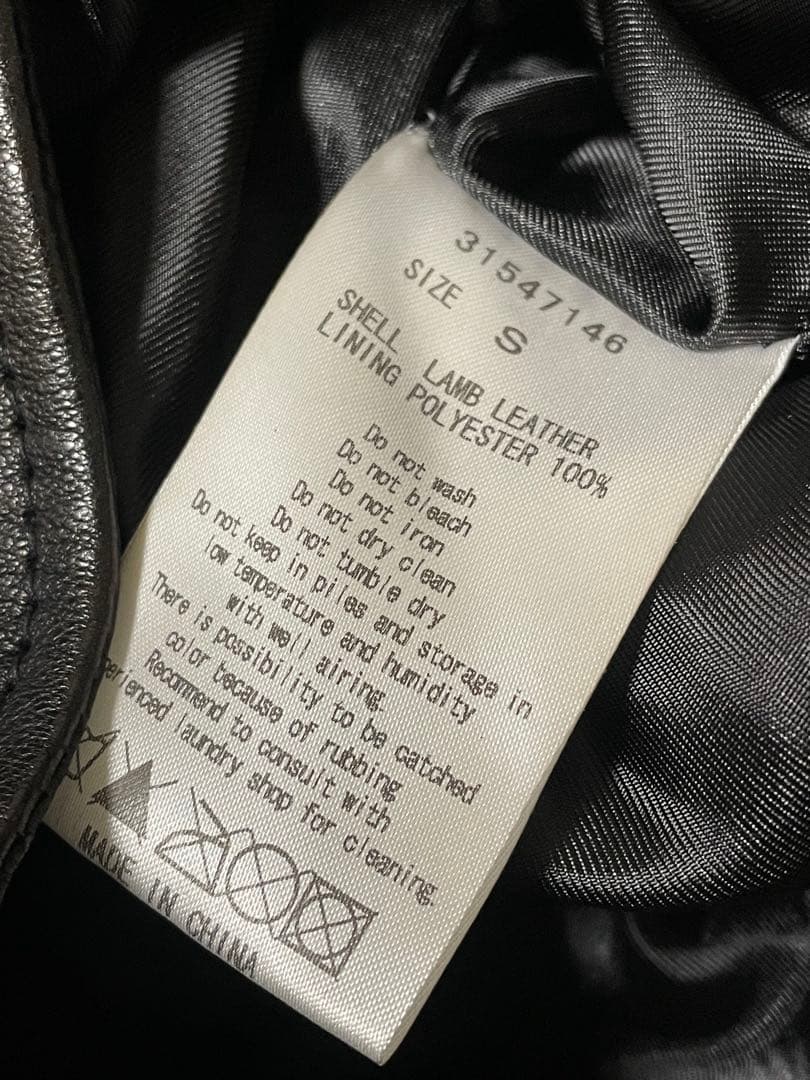 31547146
SIZE S
SHELL LAMB LEATHER
LINING POLYESTER 100%
Do not wash
Do not bleach
Do not iron
Do not dry clean
Do not tumble dry
Do not keep in piles and storage in
low temperature and humidity
with well airing.
There is possibility to be catched
color because of rubbing
Recommend to consult with
laundry shop for cleaning.
MADE IN CHINA